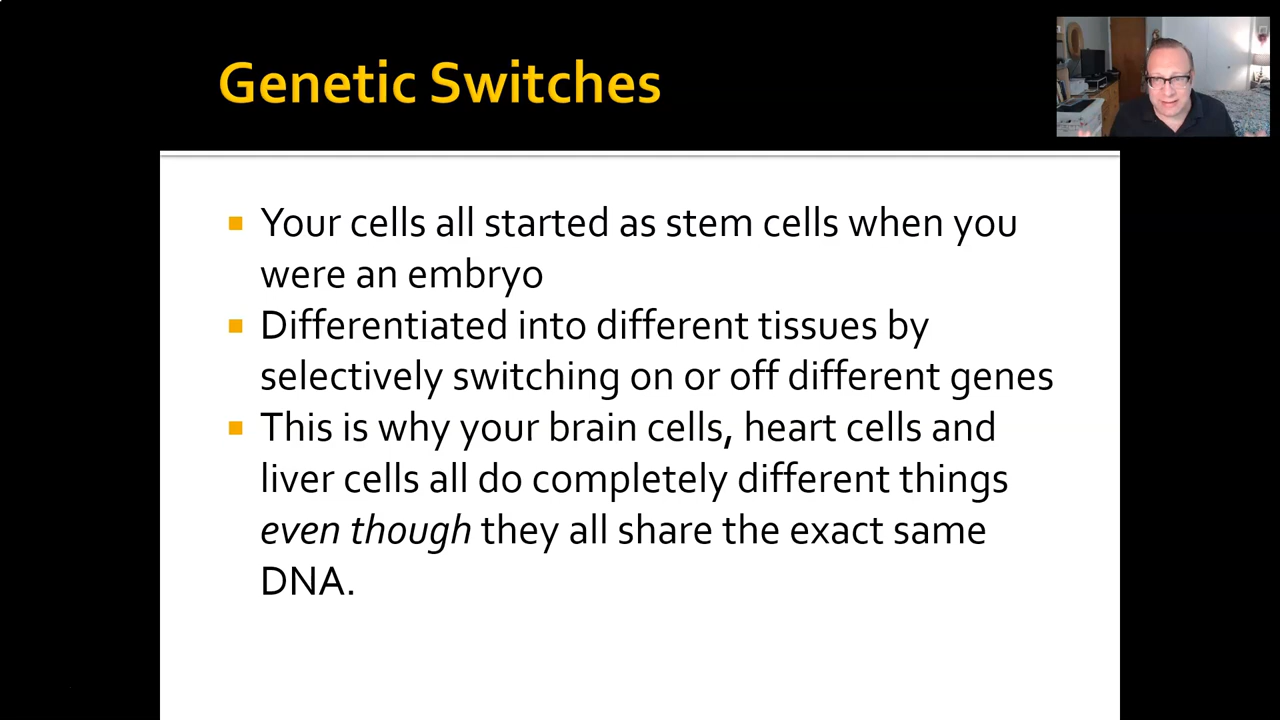 Genetic Switches
Your cells all started as stem cells when you
were an embryo
Differentiated into different tissues by
selectively switching on or off different genes
This is why your brain cells, heart cells and
liver cells all do completely different things
even though they all share the exact same
DNA.